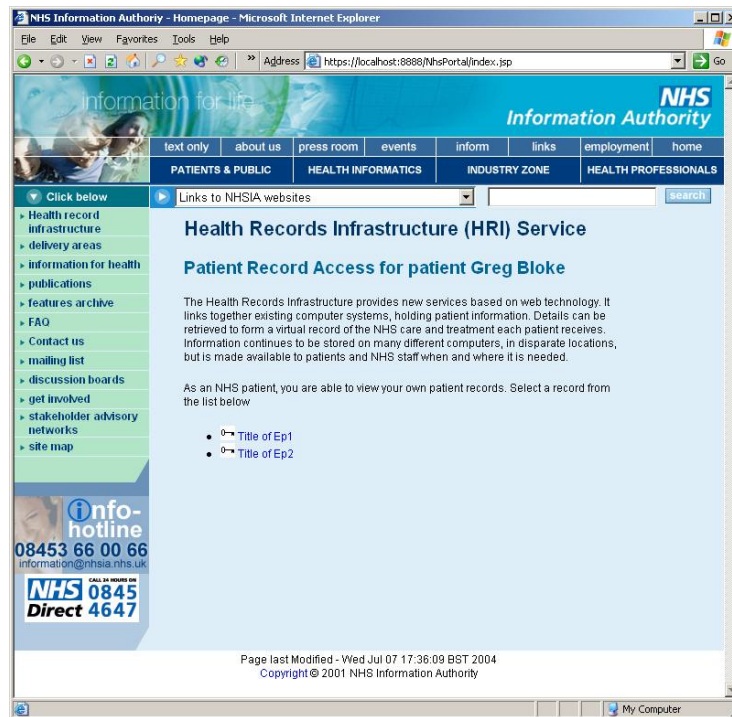 NHS Information Authoriy - Homepage - Microsoft Internet Explorer
File Edit View Favorites Tools Help
» Address https://localhost:8888/NhsPortal/index.jsp Go
information for life
NHS
Information Authority
text only about us press room events inform links employment home
PATIENTS & PUBLIC HEALTH INFORMATICS INDUSTRY ZONE HEALTH PROFESSIONALS
Click below
Links to NHSIA websites
search
Health record
infrastructure
delivery areas
information for health
publications
features archive
FAQ
Contact us
mailing list
discussion boards
get involved
stakeholder advisory
networks
site map
Info-
hotline
08453 66 00 66
information@nhsia.nhs.uk
NHS
Direct
CALL 24 HOURS ON
0845
4647
Health Records Infrastructure (HRI) Service
Patient Record Access for patient Greg Bloke
The Health Records Infrastructure provides new services based on web technology. It
links together existing computer systems, holding patient information. Details can be
retrieved to form a virtual record of the NHS care and treatment each patient receives.
Information continues to be stored on many different computers, in disparate locations,
but is made available to patients and NHS staff when and where it is needed.
As an NHS patient, you are able to view your own patient records. Select a record from
the list below
Title of Ep1
Title of Ep2
Page last Modified - Wed Jul 07 17:36:09 BST 2004
Copyright © 2001 NHS Information Authority
My Computer